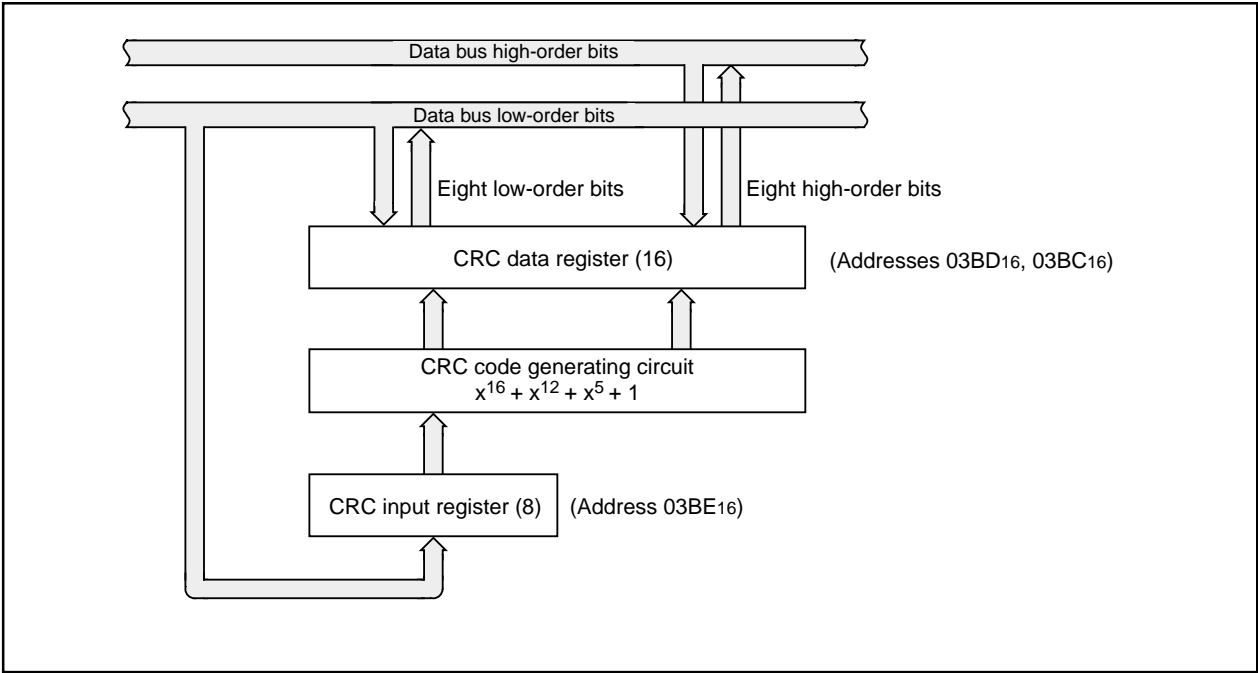 Data bus high-order bits
Data bus low-order bits
Eight low-order bits
Eight high-order bits
CRC data register (16)
(Addresses 03BD16, 03BC16)
CRC code generating circuit
x16 + x12 + x5 + 1
CRC input register (8)
(Address 03BE16)